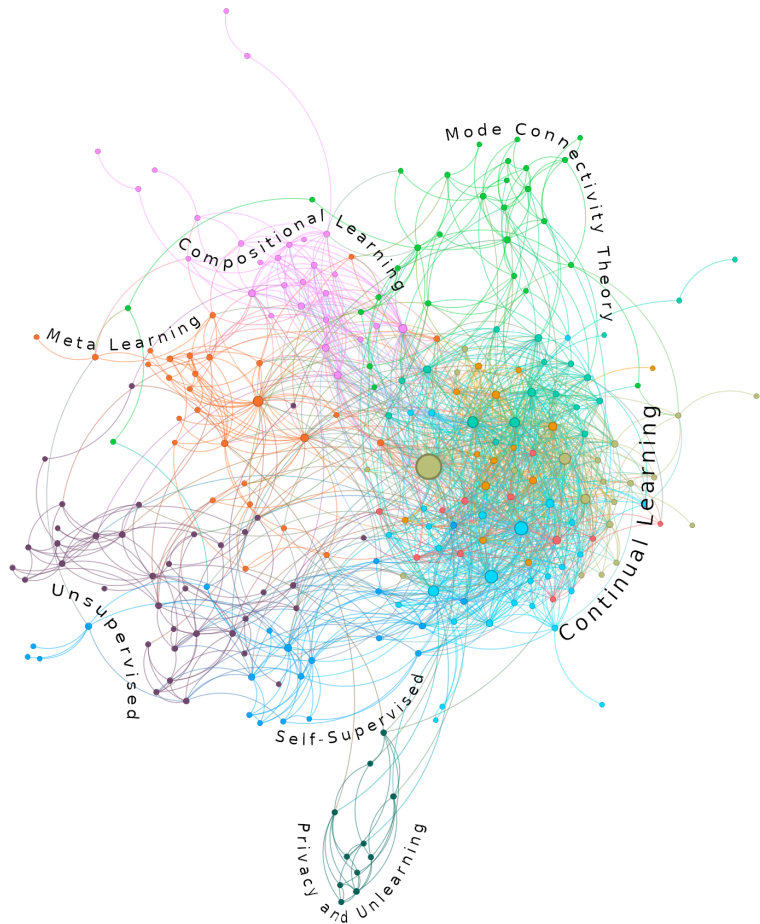 Mode Connectivity Theory
Compositional Learning
Meta Learning
Continual Learning
Unsupervised
Self-Supervised
Privacy and Unlearning